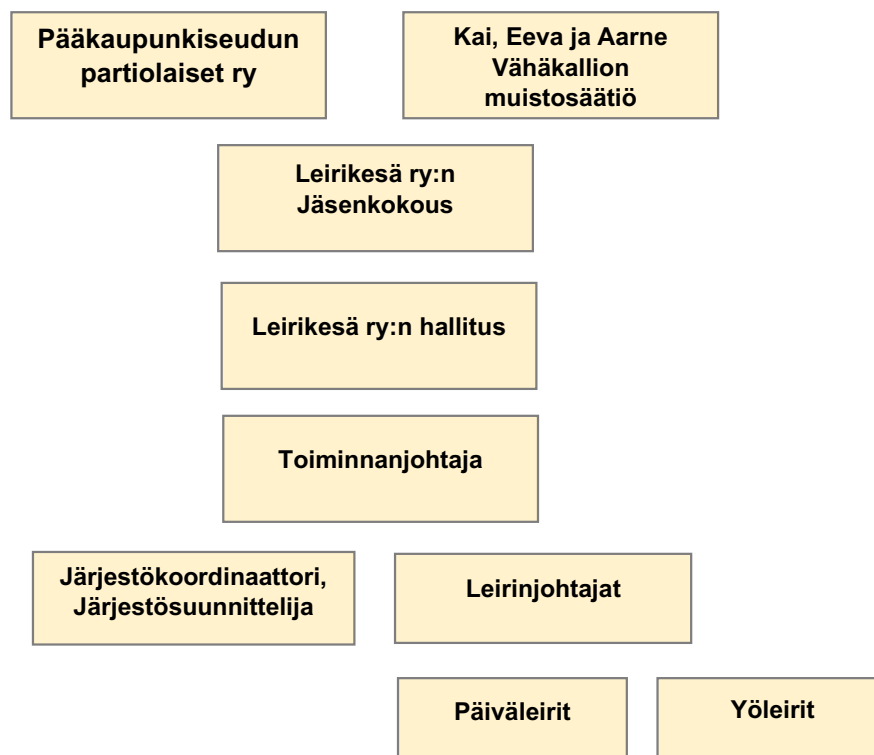 Pääkaupunkiseudun
partiolaiset ry
Kai, Eeva ja Aarne
Vähäkallion
muistosäätiö
Leirikesä ry:n
Jäsenkokous
Leirikesä ry:n hallitus
Toiminnanjohtaja
Järjestökoordinaattori,
Järjestösuunnittelija
Leirinjohtajat
Päiväleirit
Yöleirit